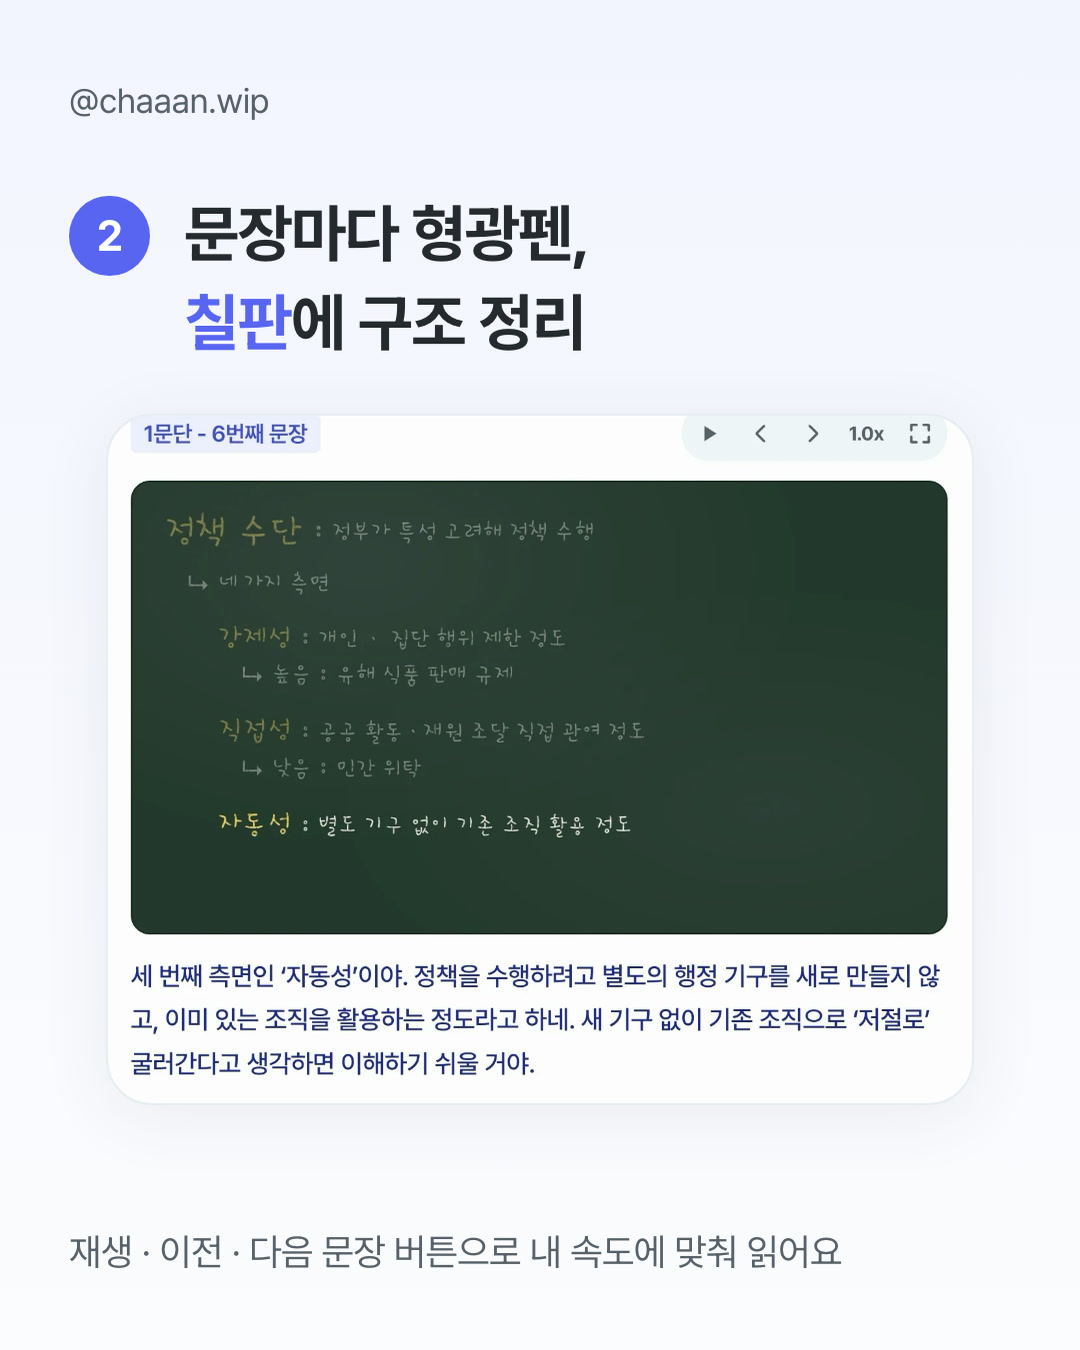 @chaaan.wip
2
문장마다 형광펜,
칠판에 구조 정리
1문단 - 6번째 문장
1.0x
정책 수단 : 정부가 특성 고려해 정책 수행
↳ 네 가지 측면
강제성 : 개인 · 집단 행위 제한 정도
↳ 높음 : 유해 식품 판매 규제
직접성 : 공공 활동 · 재원 조달 직접 관여 정도
↳ 낮음 : 민간 위탁
자동성 : 별도 기구 없이 기존 조직 활용 정도
세 번째 측면인 ‘자동성’이야. 정책을 수행하려고 별도의 행정 기구를 새로 만들지 않
고, 이미 있는 조직을 활용하는 정도라고 하네. 새 기구 없이 기존 조직으로 ‘저절로’
굴러간다고 생각하면 이해하기 쉬울 거야.
재생 · 이전 · 다음 문장 버튼으로 내 속도에 맞춰 읽어요